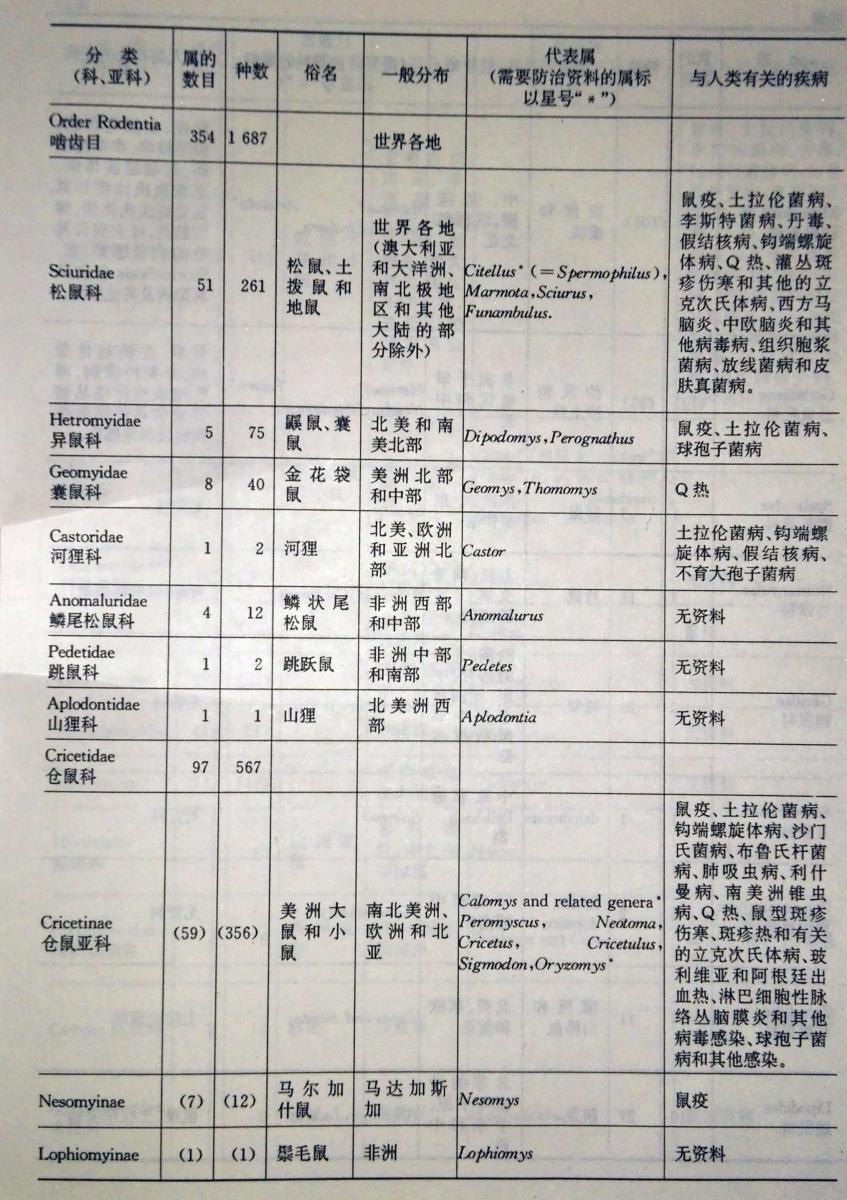 分 类
(科、亚科)
属的
数目
种数
俗名
一般分布
代表属
(需要防治资料的属标
以星号“*”)
与人类有关的疾病
Order Rodentia
啮齿目
354
1 687
世界各地
Sciuridae
松鼠科
51
261
松鼠、土
拨鼠和
地鼠
世界各地
(澳大利亚
和大洋洲、
南北极地
区和其他
大陆的部
分除外)
Citellus* (=Spermophilus),
Marmota,Sciurus,
Funambulus.
鼠疫、土拉伦菌病、
李斯特菌病、丹毒、
假结核病、钩端螺旋
体病、Q热、灌丛斑
疹伤寒和其他的立
克次氏体病、西方马
脑炎、中欧脑炎和其
他病毒病、组织胞浆
菌病、放线菌病和皮
肤真菌病。
Hetromyidae
异鼠科
5
75
鼷鼠、囊
鼠
北美和南
美北部
Dipodomys,Perognathus
鼠疫、土拉伦菌病、
球孢子菌病
Geomyidae
囊鼠科
8
40
金花袋
鼠
美洲北部
和中部
Geomys,Thomomys
Q热
Castoridae
河狸科
1
2
河狸
北美、欧洲
和亚洲北
部
Castor
土拉伦菌病、钩端螺
旋体病、假结核病、
不育大孢子菌病
Anomaluridae
鳞尾松鼠科
4
12
鳞状尾
松鼠
非洲西部
和中部
Anomalurus
无资料
Pedetidae
跳鼠科
1
2
跳跃鼠
非洲中部
和南部
Pedetes
无资料
Aplodontidae
山狸科
1
1
山狸
北美洲西
部
Aplodontia
无资料
Cricetidae
仓鼠科
97
567
Cricetinae
仓鼠亚科
(59)
(356)
美洲大
鼠和小
鼠
南北美洲、
欧洲和北
亚
Calomys and related genera*
Peromyscus, Neotoma,
Cricetus, Cricetulus,
Sigmodon,Oryzomys*
鼠疫、土拉伦菌病、
钩端螺旋体病、沙门
氏菌病、布鲁氏杆菌
病、肺吸虫病、利什
曼病、南美洲锥虫
病、Q热、鼠型斑疹
伤寒、斑疹热和有关
的立克次氏体病、玻
利维亚和阿根廷出
血热、淋巴细胞性脉
络丛脑膜炎和其他
病毒感染、球孢子菌
病和其他感染。
Nesomyinae
(7)
(12)
马尔加
什鼠
马达加斯
加
Nesomys
鼠疫
Lophiomyinae
(1)
(1)
鬃毛鼠
非洲
Lophiomys
无资料